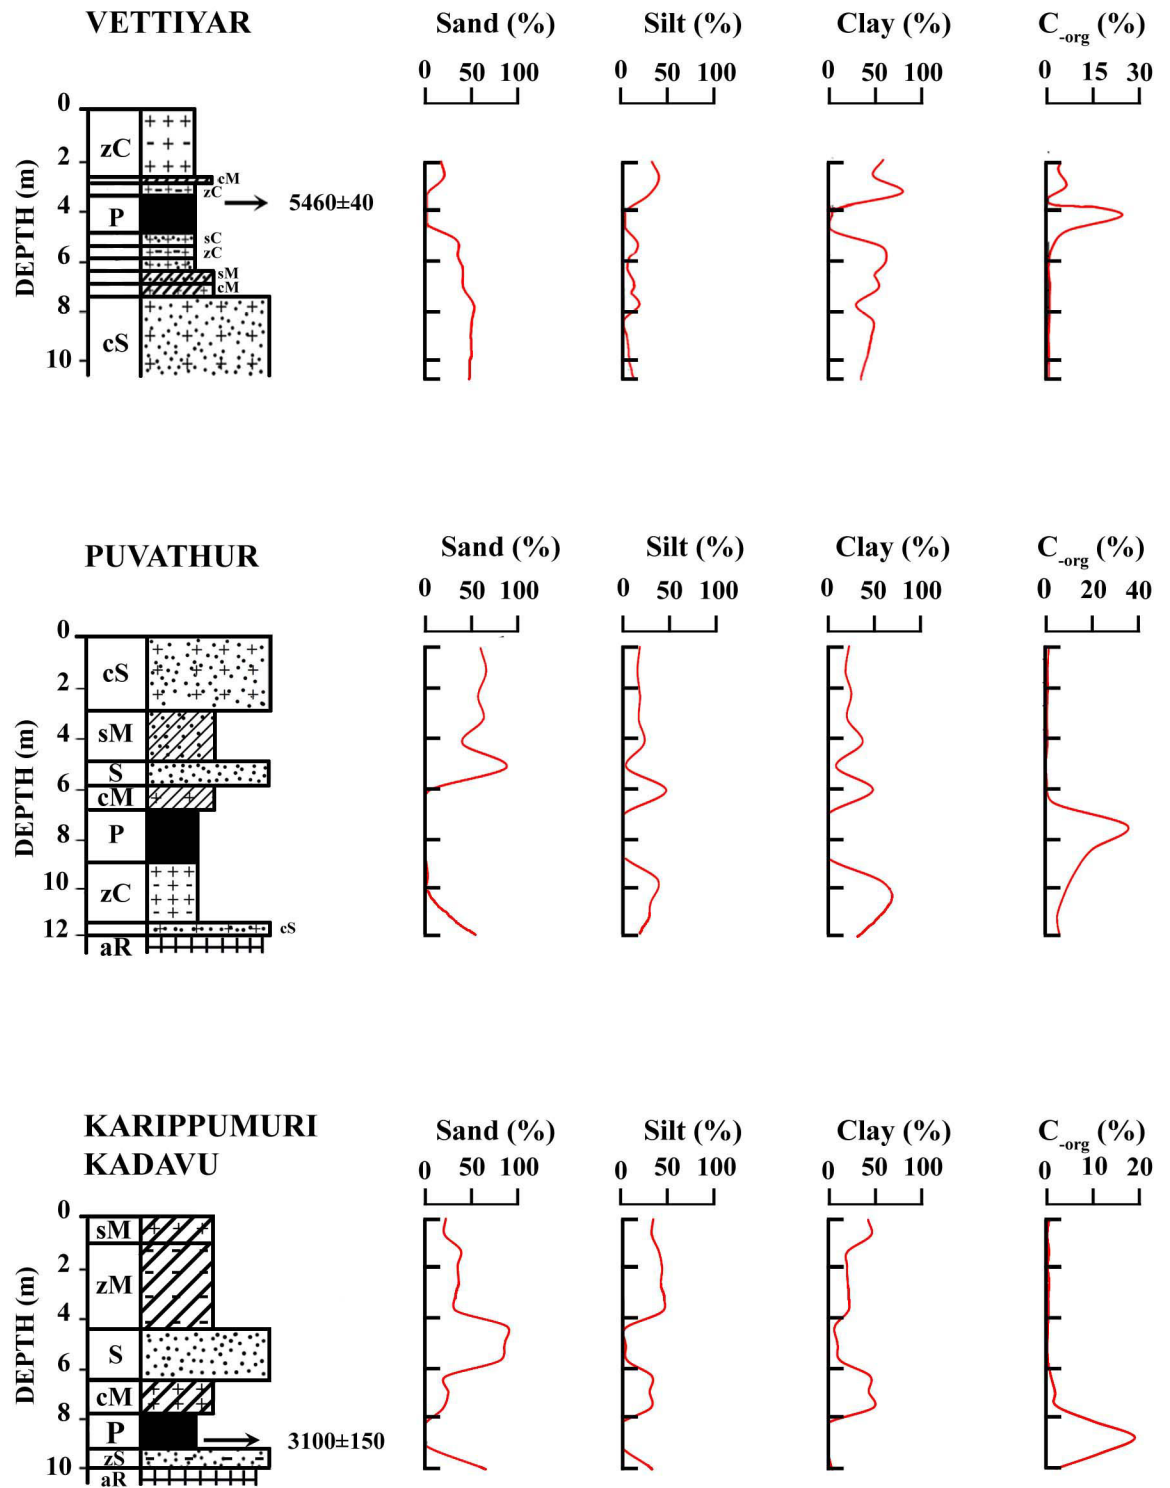 VETTIYAR
Sand (%) Silt (%) Clay (%) C-org (%)
0 50 100 0 50 100 0 50 100 0 15 30
DEPTH (m)
0
2
4
6
8
10
zC
cM
zC
P
5460±40
sC
zC
sM
cM
cS
PUVATHUR
Sand (%) Silt (%) Clay (%) C-org (%)
0 50 100 0 50 100 0 50 100 0 20 40
DEPTH (m)
0
2
4
6
8
10
12
cS
sM
S
cM
P
zC
cS
aR
KARIPPUMURI
KADAVU
Sand (%) Silt (%) Clay (%) C-org (%)
0 50 100 0 50 100 0 50 100 0 10 20
DEPTH (m)
0
2
4
6
8
10
sM
zM
S
cM
P
3100±150
zS
aR